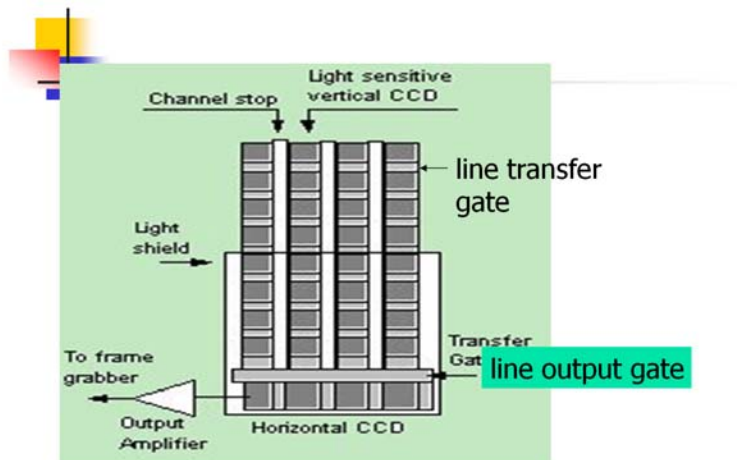 Light sensitive
Channel stop
vertical CCD
line transfer
gate
Light
shield
Transfer
line output gate
To frame
grabber
Output
Amplifier
Horizontal CCD